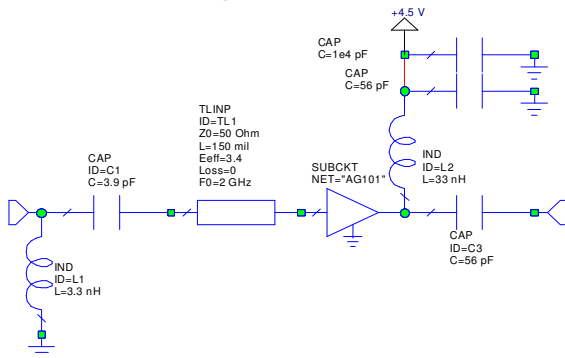 +4.5 V
CAP
C=1e4 pF
CAP
C=56 pF
TLINP
ID=TL1
Z0=50 Ohm
L=150 mil
Eeff=3.4
Loss=0
F0=2 GHz
CAP
ID=C1
C=3.9 pF
SUBCKT
NET="AG101"
IND
ID=L2
L=33 nH
CAP
ID=C3
C=56 pF
IND
ID=L1
L=3.3 nH